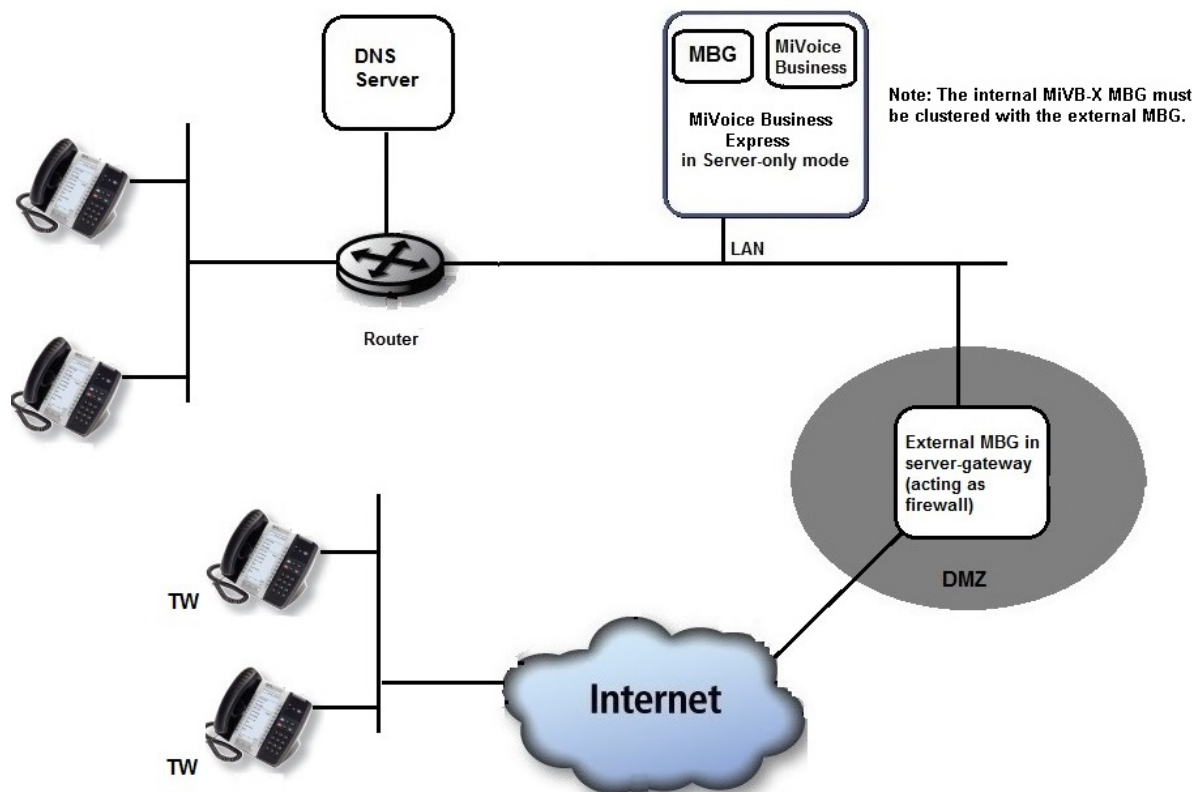 DNS
Server
MBG
MiVoice
Business
MiVoice Business
Express
in Server-only mode
Note: The internal MiVB-X MBG must
be clustered with the external MBG.
LAN
Router
External MBG in
server-gateway
(acting as
firewall)
DMZ
TW
Internet
TW